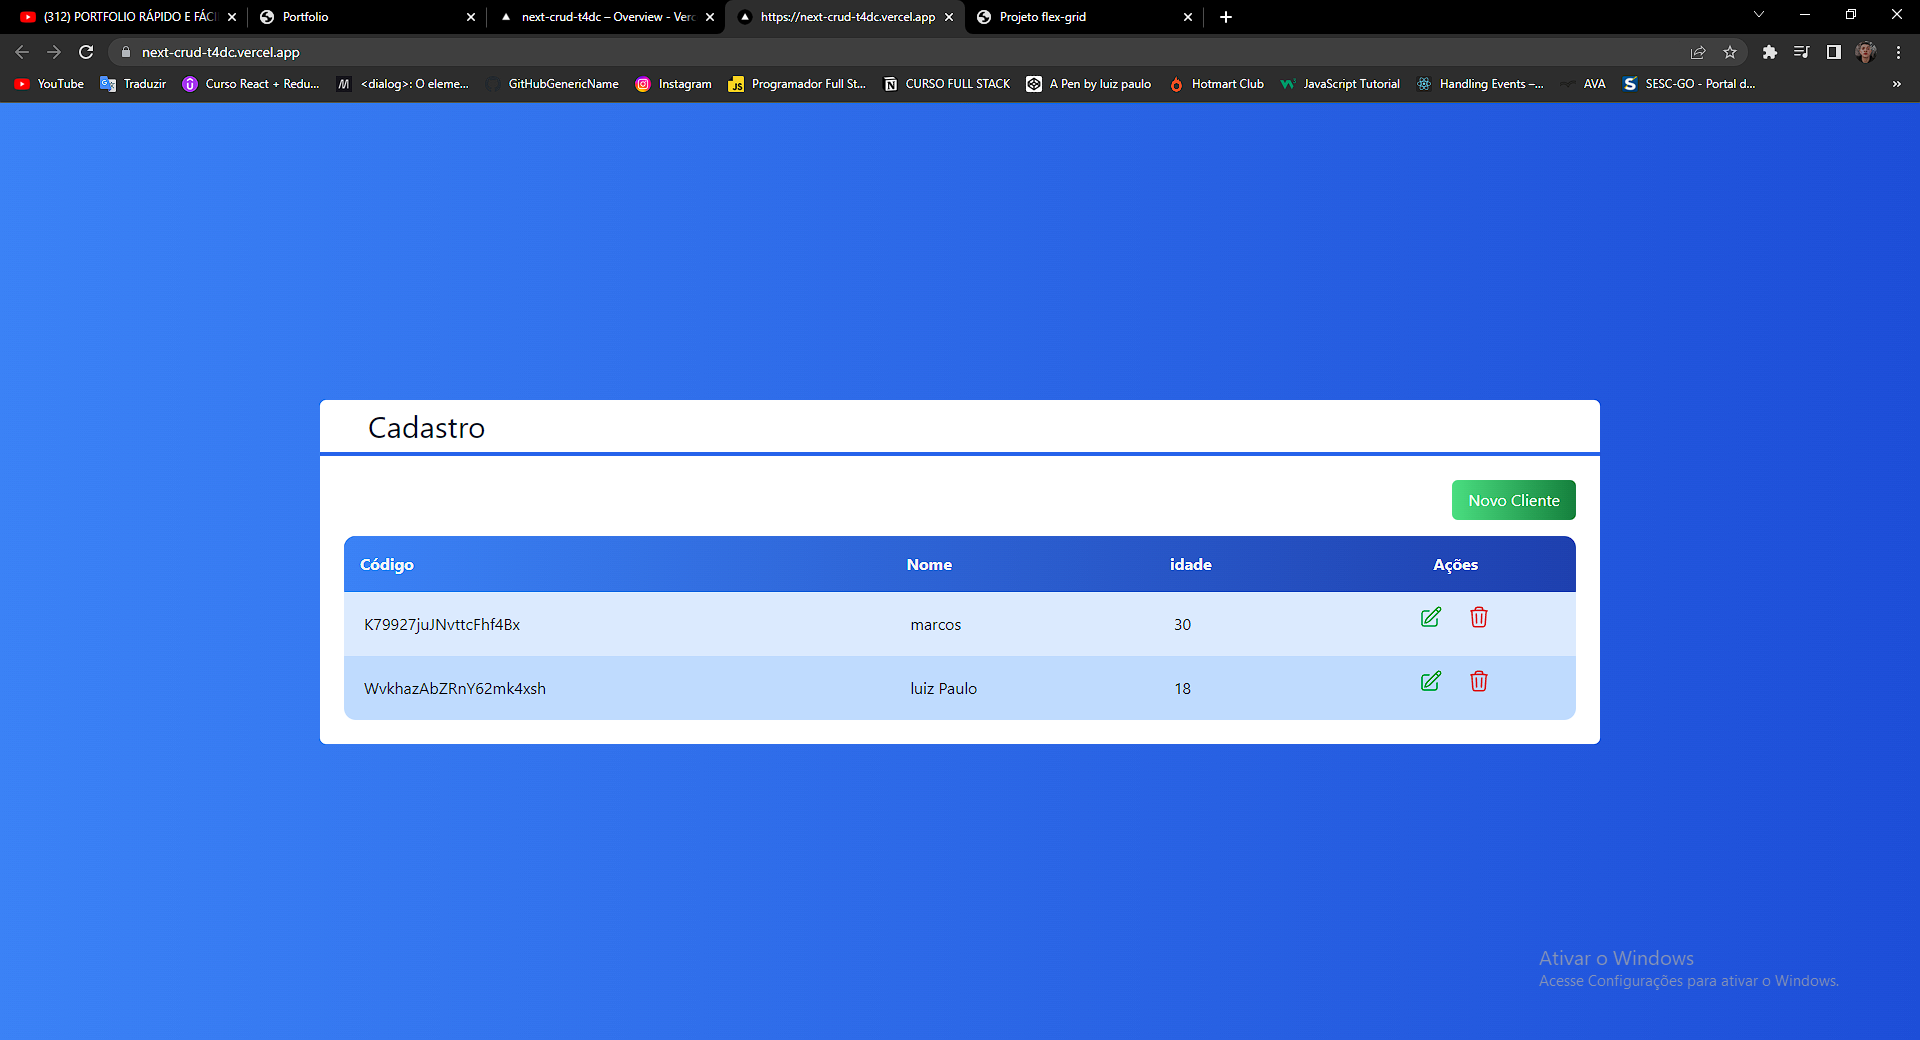 (312) PORTFOLIO RÁPIDO E FÁCI
Portfolio
next-crud-t4dc – Overview - Verc
https://next-crud-t4dc.vercel.app
Projeto flex-grid
next-crud-t4dc.vercel.app
YouTube
Traduzir
Curso React + Redu...
<dialog>: O eleme...
GitHubGenericName
Instagram
Programador Full St...
CURSO FULL STACK
A Pen by luiz paulo
Hotmart Club
JavaScript Tutorial
Handling Events –...
AVA
SESC-GO - Portal d...
Cadastro
Novo Cliente
Código Nome idade Ações
K79927juJNvttcFhf4Bx marcos 30
WvkhazAbZRnY62mk4xsh luiz Paulo 18
Ativar o Windows
Acesse Configurações para ativar o Windows.